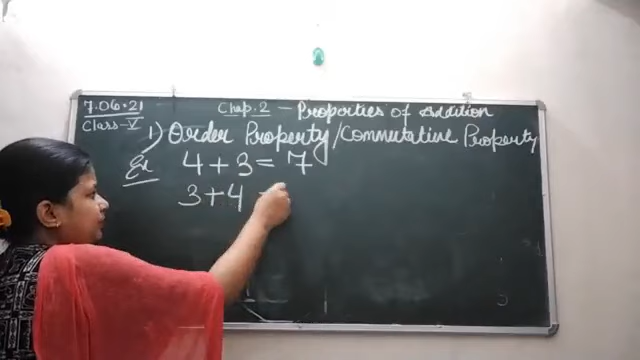 7.06.21 Chap.2 - Properties of Addition
Class-V
1) Order Property/Commutative Property
Ex 4+3=7
3+4